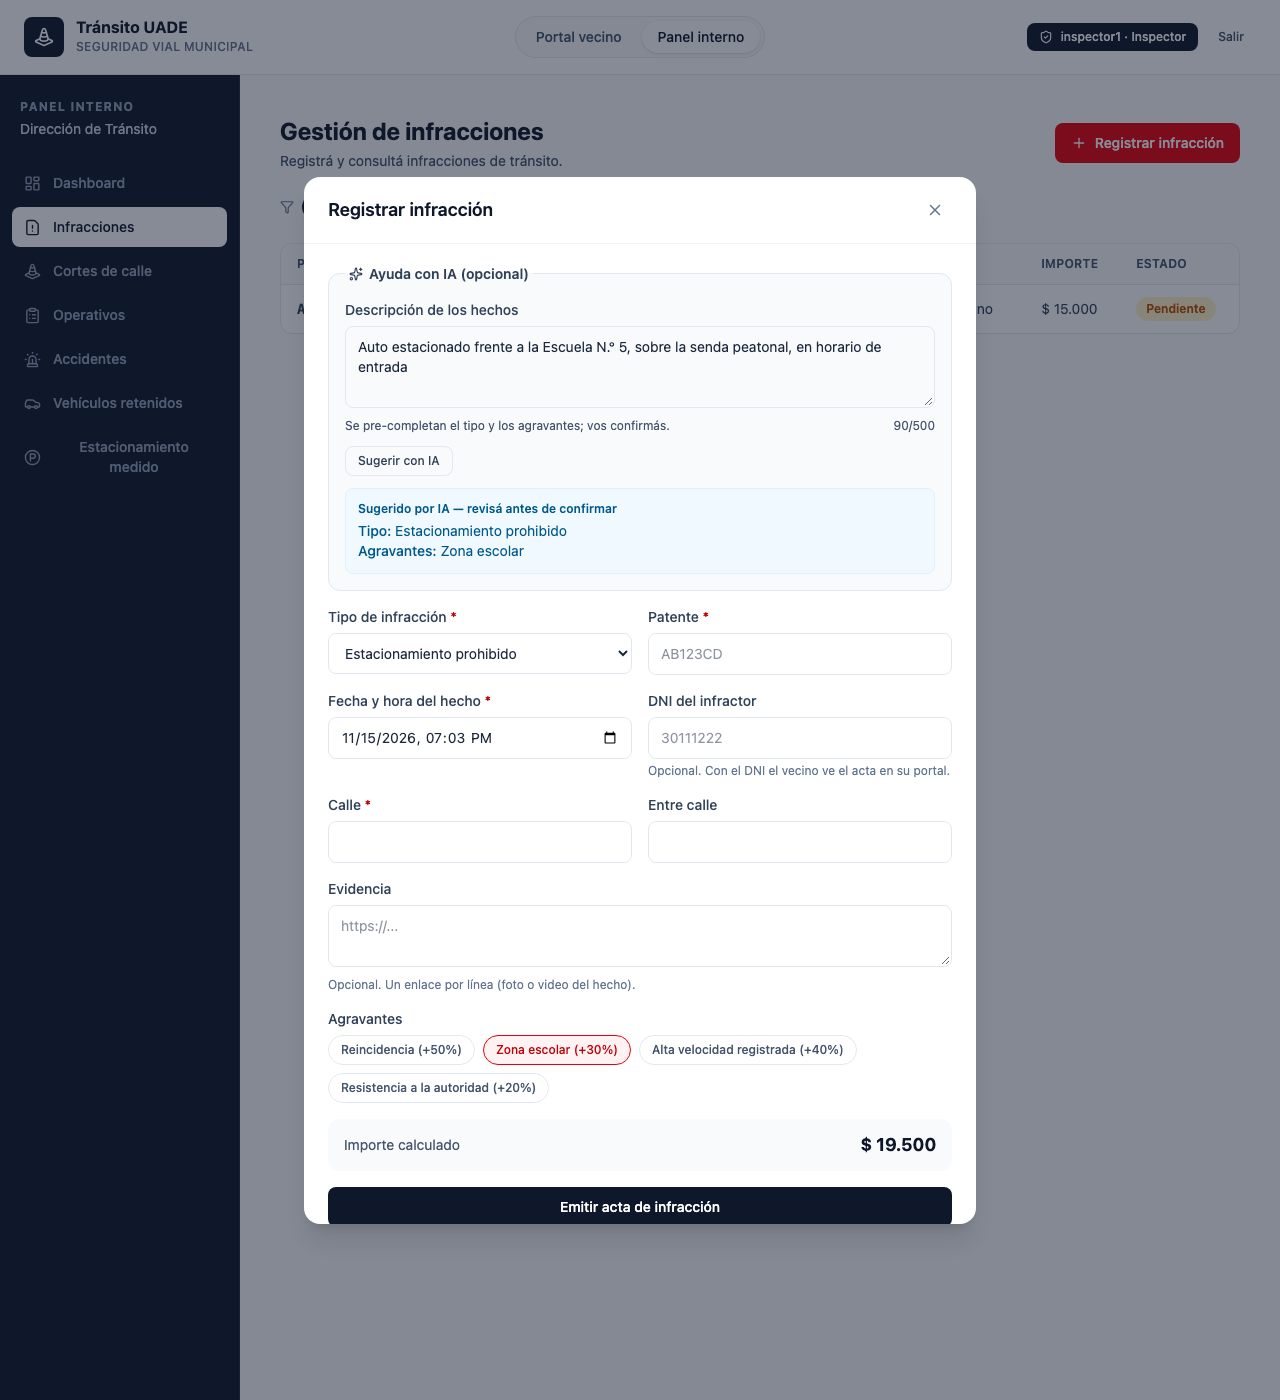 Tránsito UADE
SEGURIDAD VIAL MUNICIPAL
Portal vecino
Panel interno
inspector1 · Inspector
Salir
PANEL INTERNO
Dirección de Tránsito
Dashboard
Infracciones
Cortes de calle
Operativos
Accidentes
Vehículos retenidos
Estacionamiento
medido
Gestión de infracciones
Registrá y consultá infracciones de tránsito.
Registrar infracción
IMPORTE
ESTADO
$ 15.000
Pendiente
Registrar infracción
Ayuda con IA (opcional)
Descripción de los hechos
Auto estacionado frente a la Escuela N.º 5, sobre la senda peatonal, en horario de
entrada
Se pre-completan el tipo y los agravantes; vos confirmás.
90/500
Sugerir con IA
Sugerido por IA — revisá antes de confirmar
Tipo: Estacionamiento prohibido
Agravantes: Zona escolar
Tipo de infracción *
Patente *
Estacionamiento prohibido
AB123CD
Fecha y hora del hecho *
DNI del infractor
11/15/2026, 07:03 PM
30111222
Opcional. Con el DNI el vecino ve el acta en su portal.
Calle *
Entre calle
Evidencia
https://...
Opcional. Un enlace por línea (foto o video del hecho).
Agravantes
Reincidencia (+50%)
Zona escolar (+30%)
Alta velocidad registrada (+40%)
Resistencia a la autoridad (+20%)
Importe calculado
$ 19.500
Emitir acta de infracción